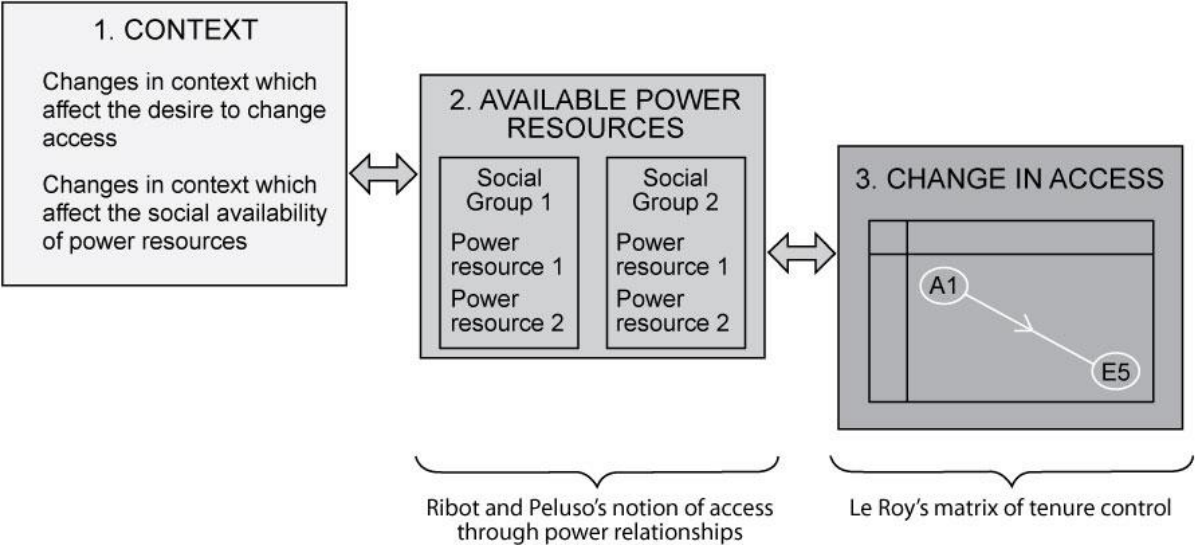 1. CONTEXT
Changes in context which
affect the desire to change
access
Changes in context which
affect the social availability
of power resources
2. AVAILABLE POWER
RESOURCES
Social
Group 1
Power
resource 1
Power
resource 2
Social
Group 2
Power
resource 1
Power
resource 2
3. CHANGE IN ACCESS
A1
E5
Ribot and Peluso's notion of access
through power relationships
Le Roy's matrix of tenure control